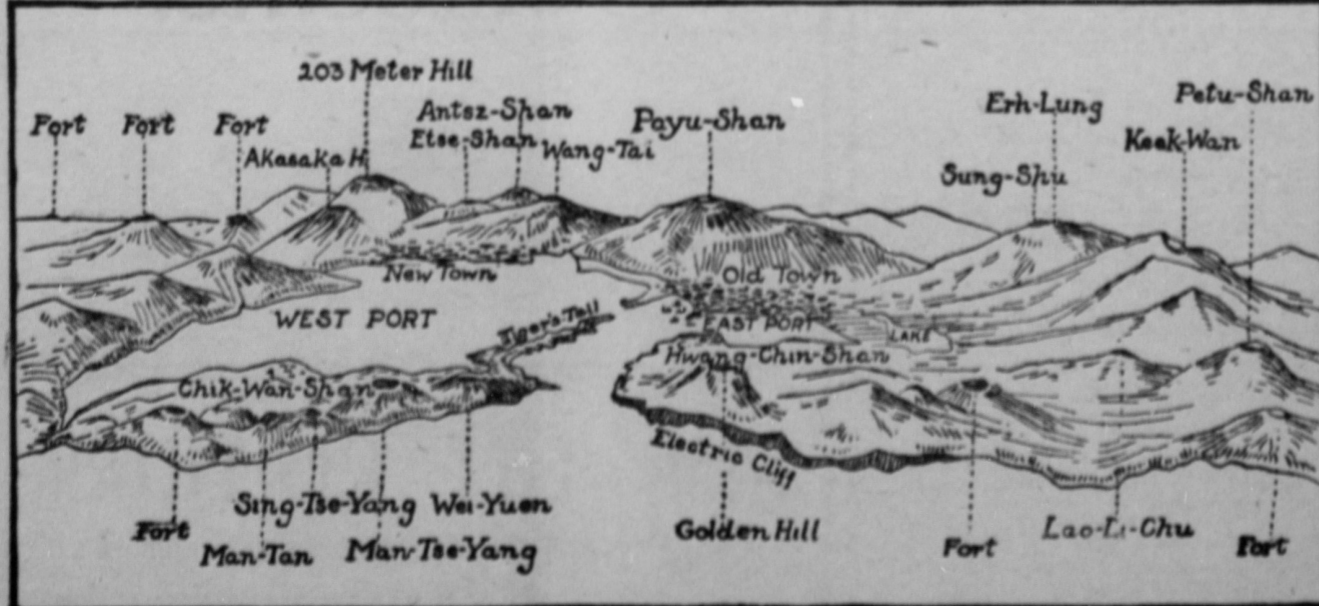 203 Meter Hill
Fort
Fort
Fort
Antsz-Shan
Etse-Shan
Akasaka H.
Wang-Tai
Payu-Shan
Erh-Lung
Petu-Shan
Keek-Wan
Sung-Shu
New Town
Old Town
WEST PORT
Tiger's Tail
EAST PORT
LAKE
Hwang-Chin-Shan
Chik-Wan-Shan
Electric Cliff
Sing-Tse-Yang
Wei-Yuen
Fort
Man-Tan
Man-Tse-Yang
Golden Hill
Fort
Lao-Li-Chu
Fort